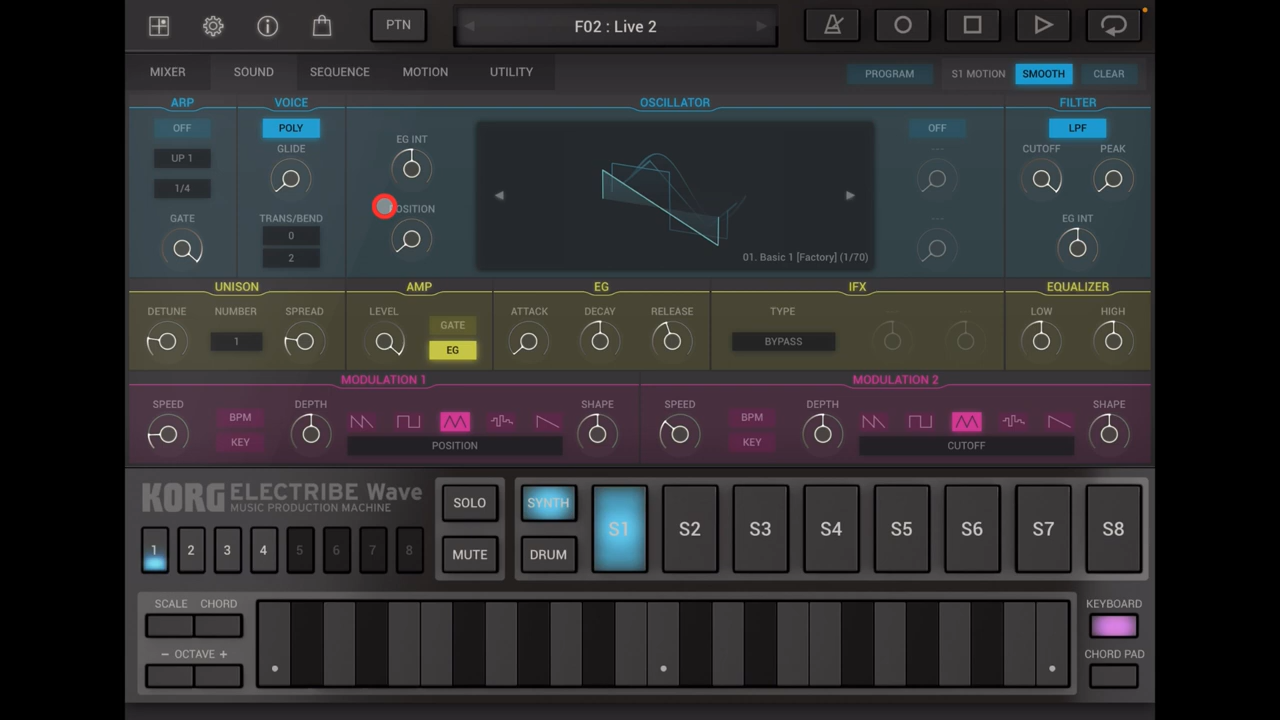 PTN
F02 : Live 2
MIXER SOUND SEQUENCE MOTION UTILITY PROGRAM S1 MOTION SMOOTH CLEAR
ARP VOICE OSCILLATOR FILTER
OFF POLY EG INT OFF ---- LPF
UP 1 GLIDE CUTOFF PEAK
1/4
GATE TRANS/BEND POSITION ---- EG INT
0
2
01. Basic 1 [Factory] (1/70)
UNISON AMP EG IFX EQUALIZER
DETUNE NUMBER SPREAD LEVEL GATE ATTACK DECAY RELEASE TYPE ---- ---- LOW HIGH
1 EG BYPASS
MODULATION 1 MODULATION 2
SPEED BPM DEPTH SHAPE SPEED BPM DEPTH SHAPE
KEY POSITION KEY CUTOFF
KORG ELECTRIBE Wave
MUSIC PRODUCTION MACHINE
SOLO SYNTH S1 S2 S3 S4 S5 S6 S7 S8
1 2 3 4 5 6 7 8 MUTE DRUM
SCALE CHORD KEYBOARD
− OCTAVE + CHORD PAD